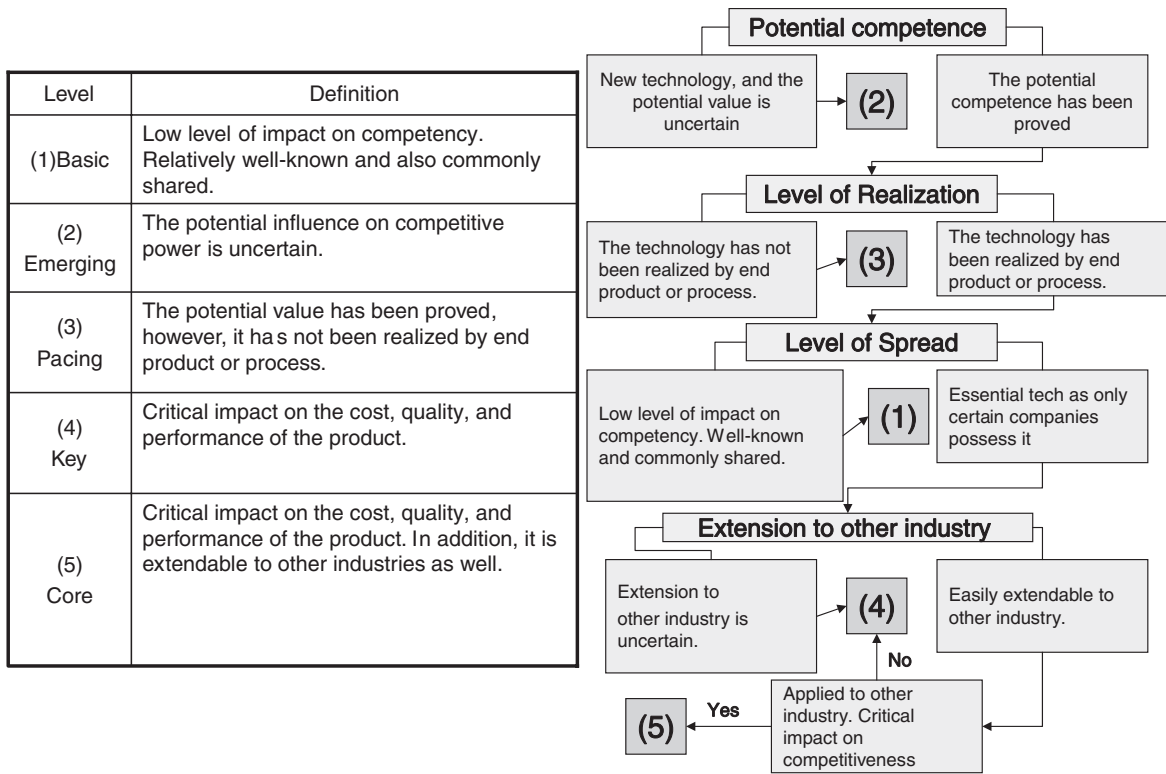 Level
Definition
(1)Basic
Low level of impact on competency.
Relatively well-known and also commonly
shared.
(2)
Emerging
The potential influence on competitive
power is uncertain.
(3)
Pacing
The potential value has been proved,
however, it has not been realized by end
product or process.
(4)
Key
Critical impact on the cost, quality, and
performance of the product.
(5)
Core
Critical impact on the cost, quality, and
performance of the product. In addition, it is
extendable to other industries as well.
Potential competence
New technology, and the
potential value is
uncertain
(2)
The potential
competence has been
proved
Level of Realization
The technology has not
been realized by end
product or process.
(3)
The technology has
been realized by end
product or process.
Level of Spread
Low level of impact on
competency. Well-known
and commonly shared.
(1)
Essential tech as only
certain companies
possess it
Extension to other industry
Extension to
other industry is
uncertain.
(4)
Easily extendable to
other industry.
No
Applied to other
industry. Critical
impact on
competitiveness
Yes
(5)